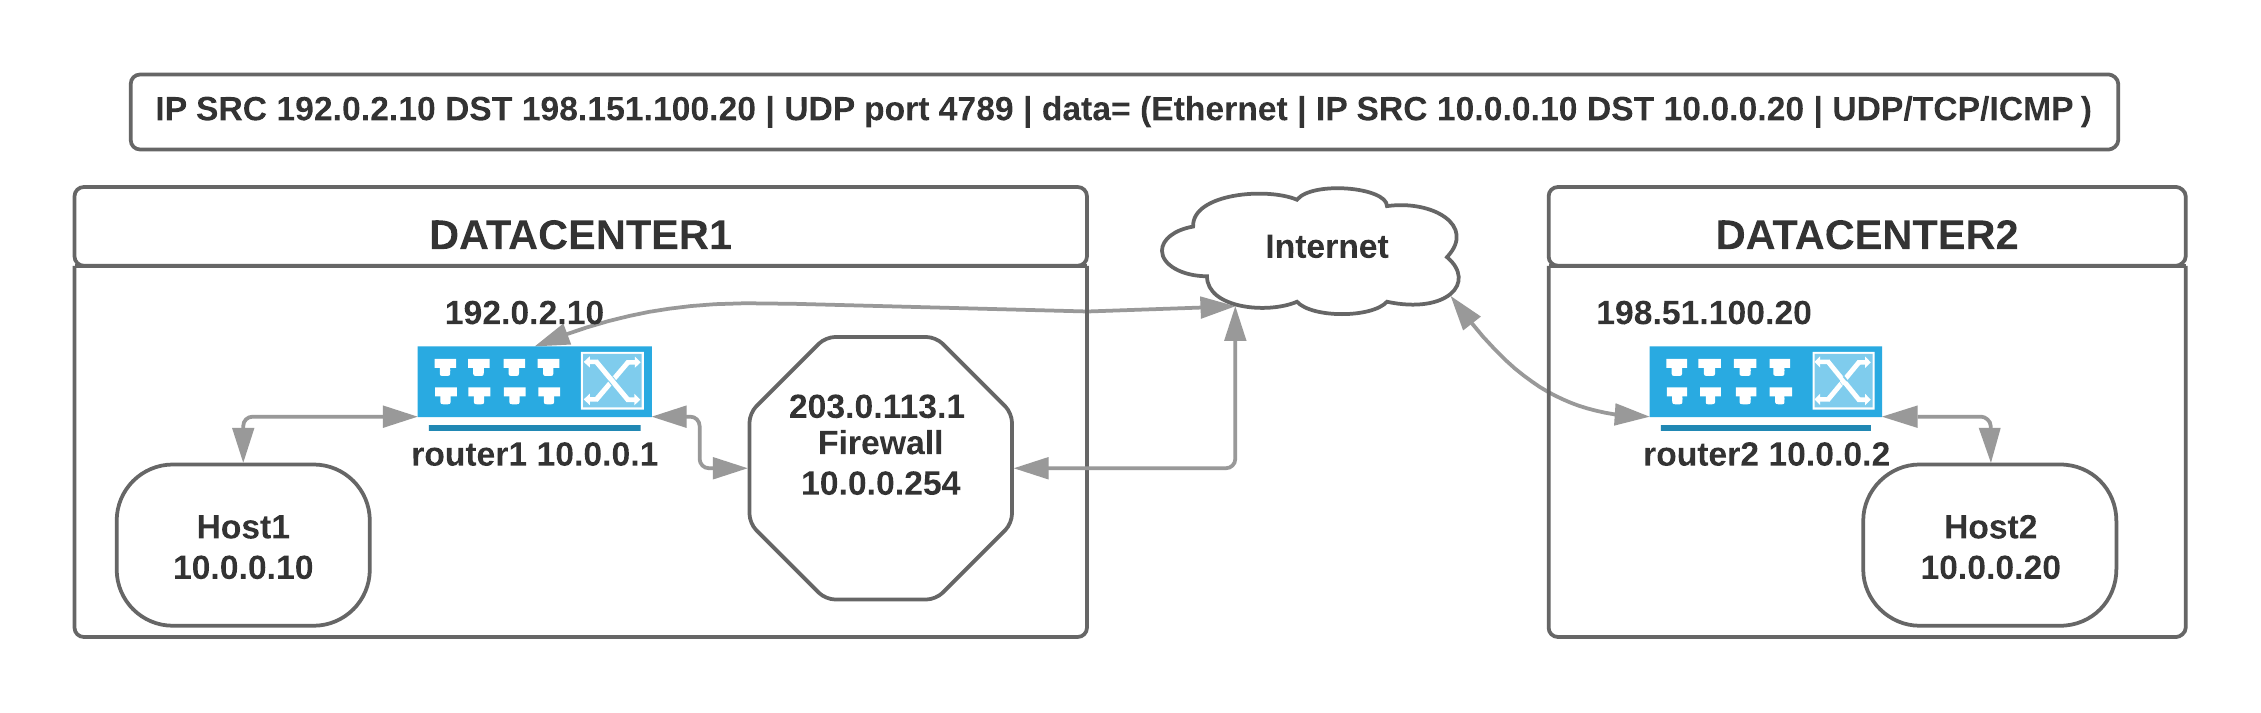 IP SRC 192.0.2.10 DST 198.151.100.20 | UDP port 4789 | data= (Ethernet | IP SRC 10.0.0.10 DST 10.0.0.20 | UDP/TCP/ICMP )
DATACENTER1
Internet
DATACENTER2
192.0.2.10
198.51.100.20
203.0.113.1
Firewall
10.0.0.254
router1 10.0.0.1
router2 10.0.0.2
Host1
10.0.0.10
Host2
10.0.0.20